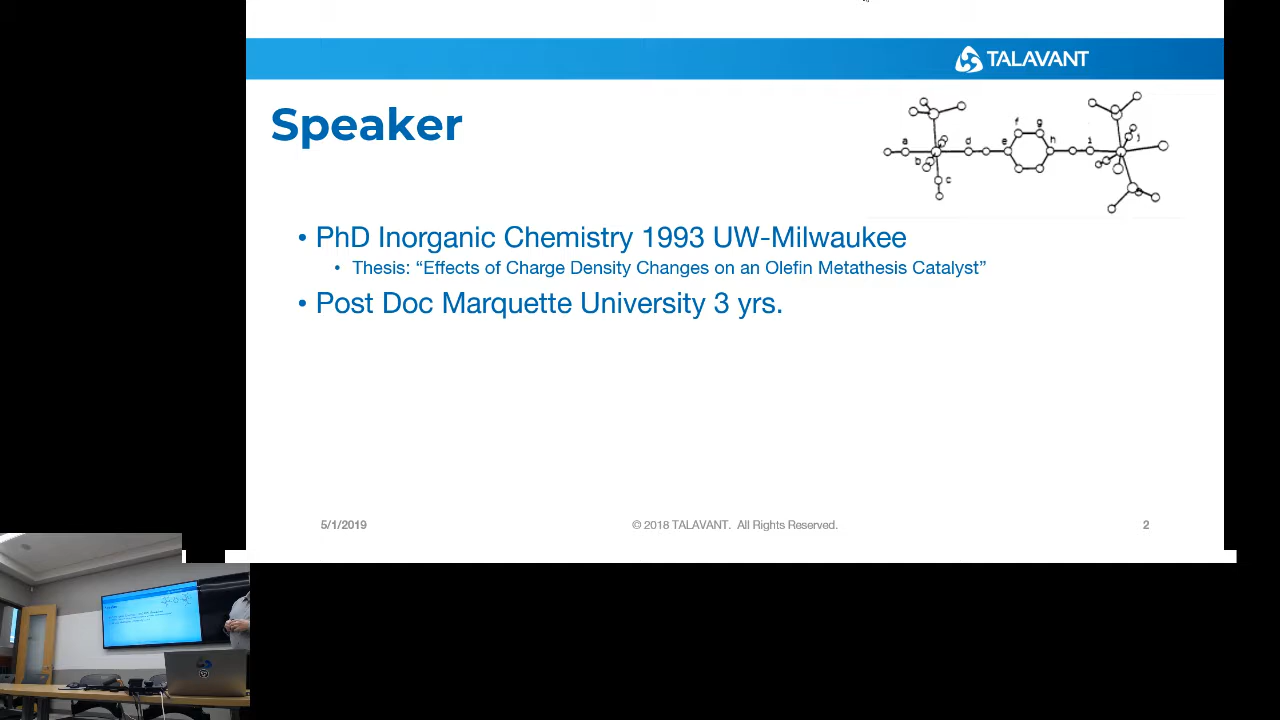 TALAVANT
Speaker
a
b
c
d
e
f
g
h
i
j
• PhD Inorganic Chemistry 1993 UW-Milwaukee
• Thesis: “Effects of Charge Density Changes on an Olefin Metathesis Catalyst”
• Post Doc Marquette University 3 yrs.
5/1/2019
© 2018 TALAVANT. All Rights Reserved.
2